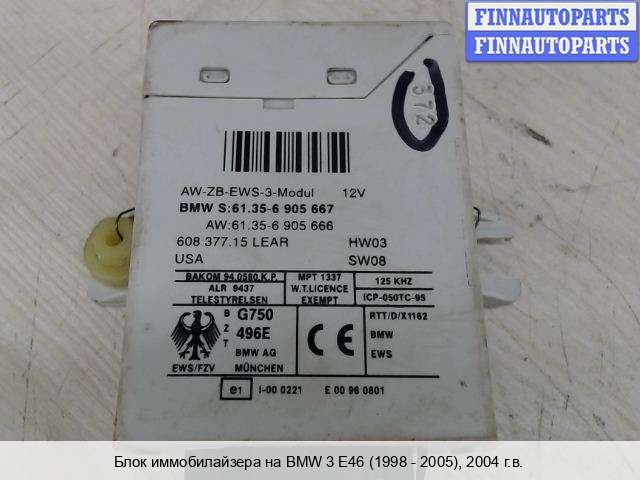 FINNAUTOPARTS
FINNAUTOPARTS
372
AW-ZB-EWS-3-Modul 12V
BMW S:61.35-6 905 667
AW:61.35-6 905 666
608 377.15 LEAR HW03
USA SW08
BAKOM 94.0580.K.P. MPT 1337 125 KHZ
ALR 9437 W.T.LICENCE
TELESTYRELSEN EXEMPT ICP-050TC-95
B Z T G750 RTT/D/X1162
496E CE BMW
BMW AG EWS
EWS/FZV MÜNCHEN
e1 I-00 0221 E 00 96 0801
Блок иммобилайзера на BMW 3 E46 (1998 - 2005), 2004 г.в.